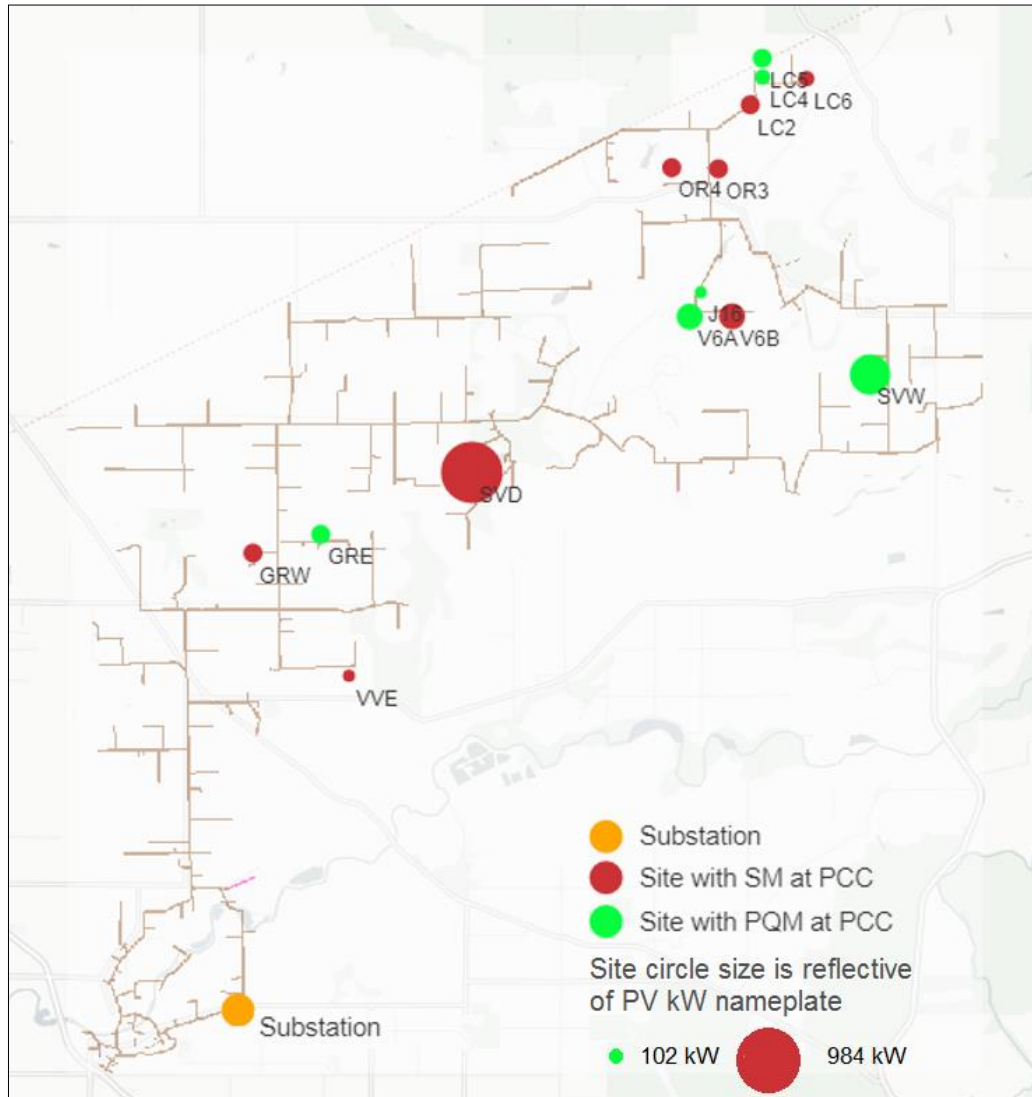 LC5
LC4 LC6
LC2
OR4 OR3
J16
V6A V6B
SVW
SVD
GRE
GRW
VVE
Substation
Site with SM at PCC
Site with PQM at PCC
Site circle size is reflective
of PV kW nameplate
Substation
102 kW 984 kW